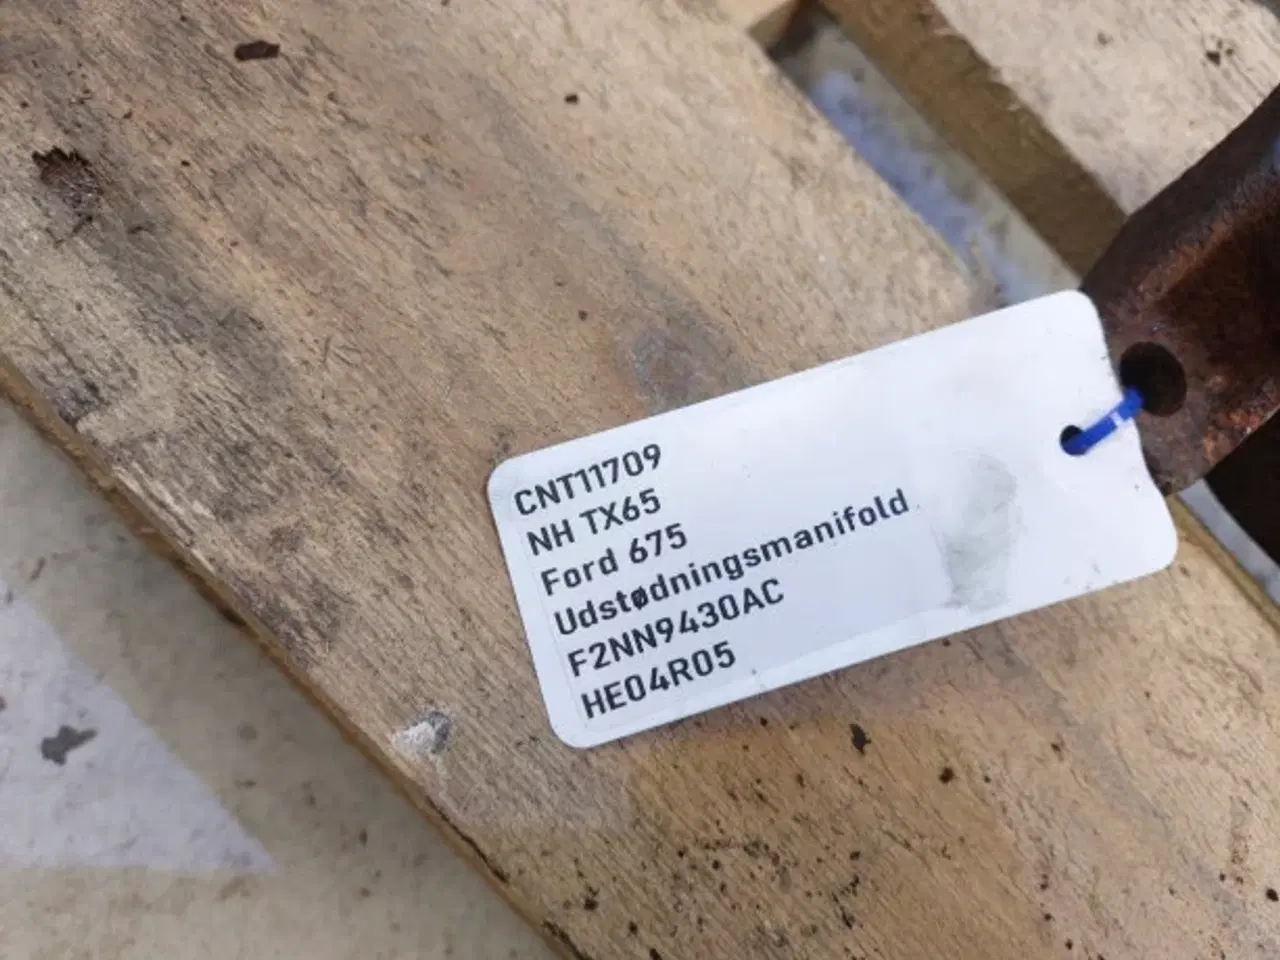 CNT11709
NH TX65
Ford 675
Udstødningsmanifold
F2NN9430AC
HE04R05